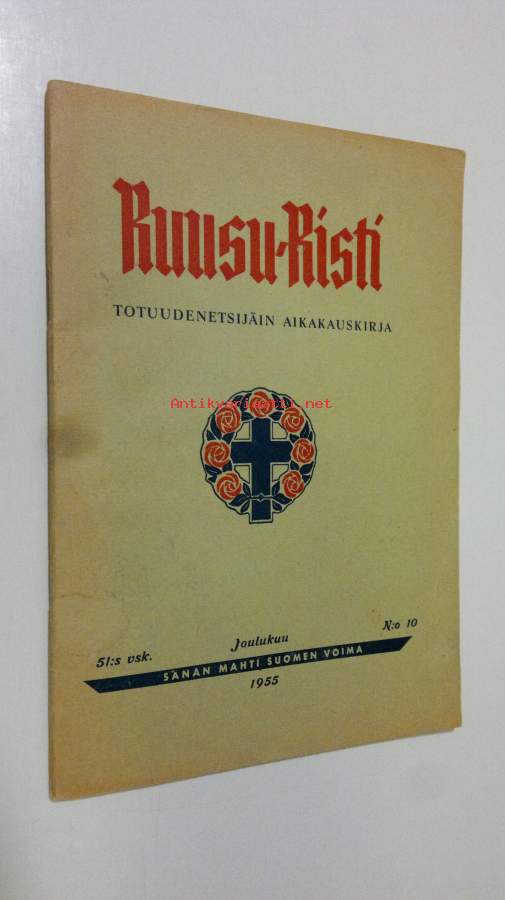 Ruusu-Risti
TOTUUDENETSIJÄIN AIKAKAUSKIRJA
Antikvariaatti.net
51:s vsk. Joulukuu N:o 10
SANAN MAHTI SUOMEN VOIMA
1955